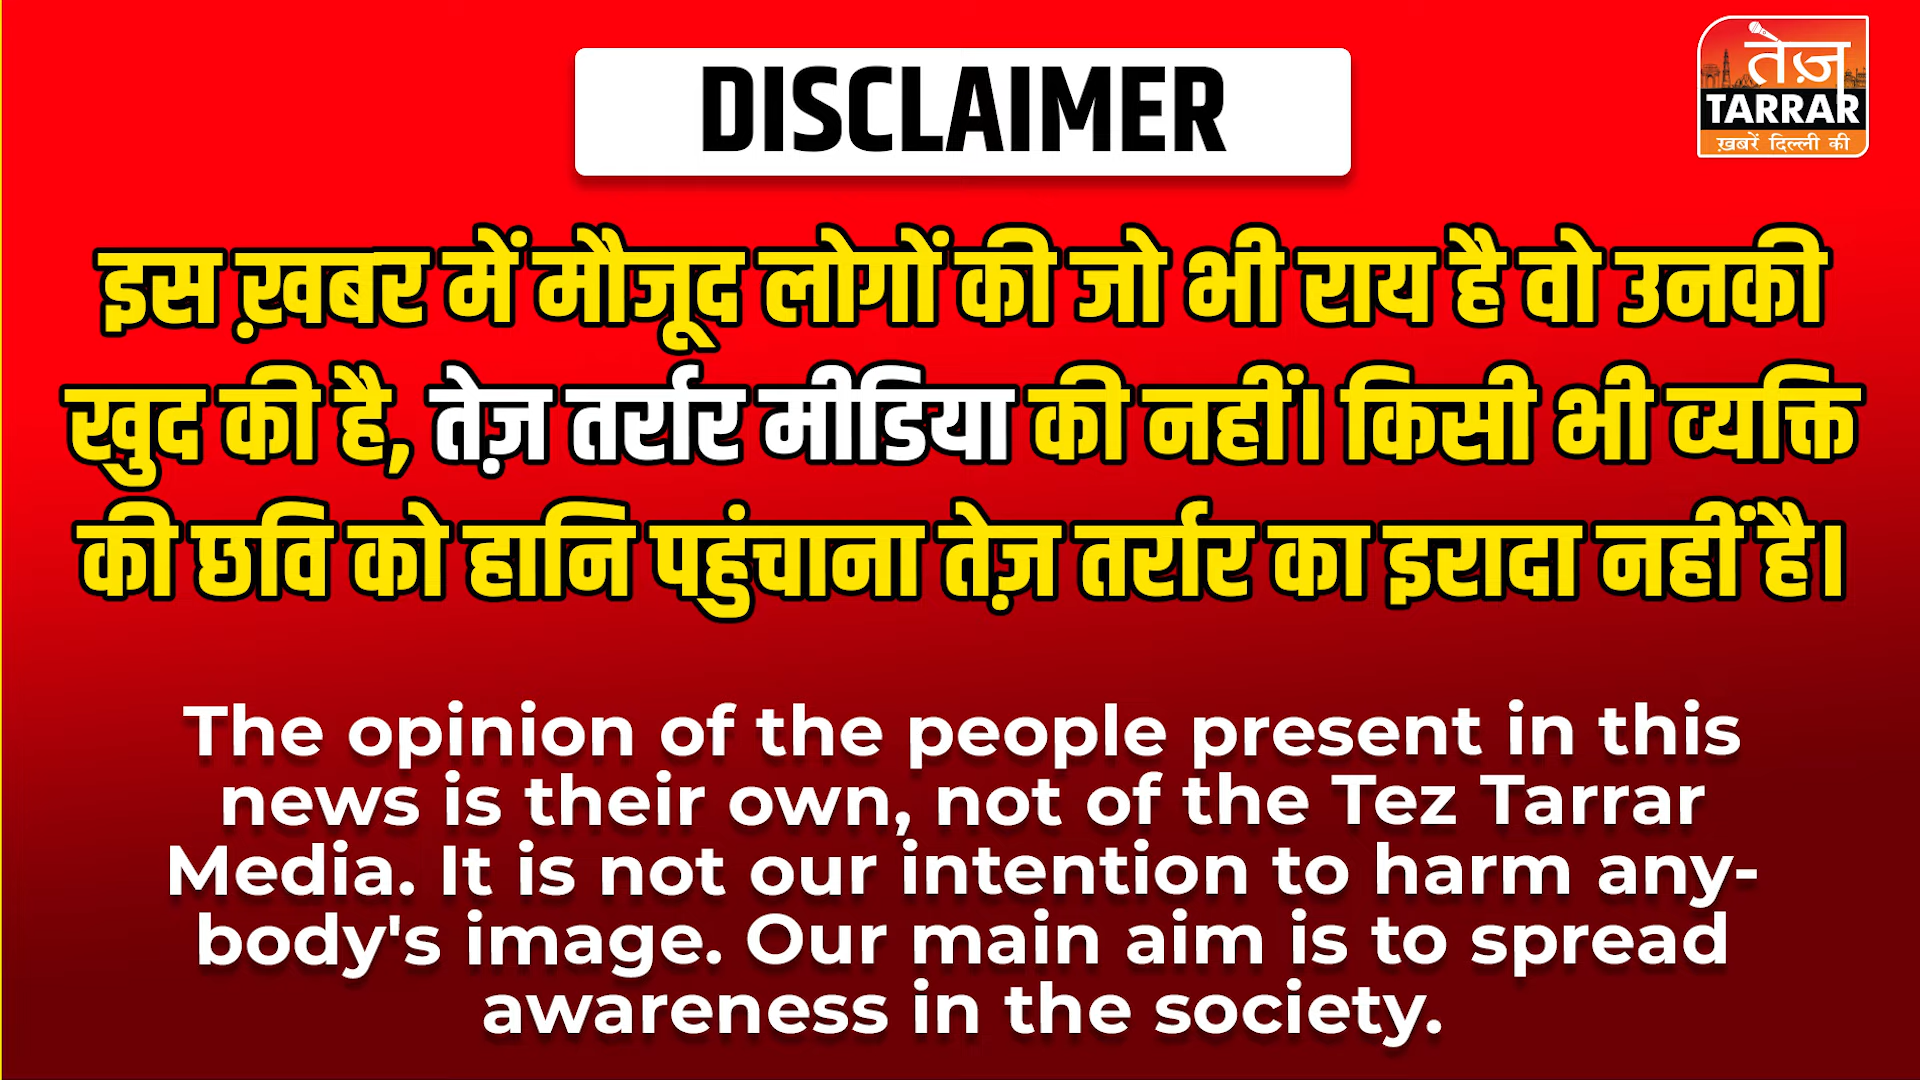 DISCLAIMER
तेज़
TARRAR
ख़बरें दिल्ली की
इस ख़बर में मौजूद लोगों की जो भी राय है वो उनकी
खुद की है, तेज़ तर्रार मीडिया की नहीं। किसी भी व्यक्ति
की छवि को हानि पहुंचाना तेज़ तर्रार का इरादा नहीं है।
The opinion of the people present in this
news is their own, not of the Tez Tarrar
Media. It is not our intention to harm any-
body's image. Our main aim is to spread
awareness in the society.